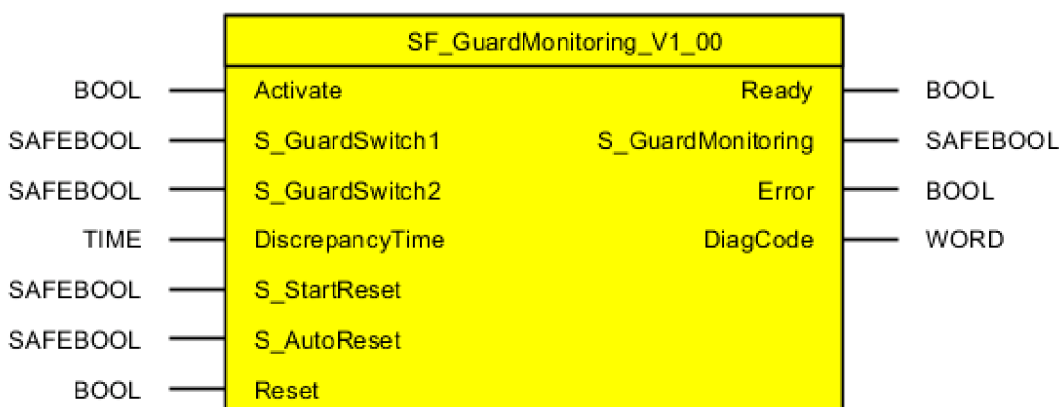 SF_GuardMonitoring_V1_00
BOOL Activate Ready BOOL
SAFEBOOL S_GuardSwitch1 S_GuardMonitoring SAFEBOOL
SAFEBOOL S_GuardSwitch2 Error BOOL
TIME DiscrepancyTime DiagCode WORD
SAFEBOOL S_StartReset
SAFEBOOL S_AutoReset
BOOL Reset